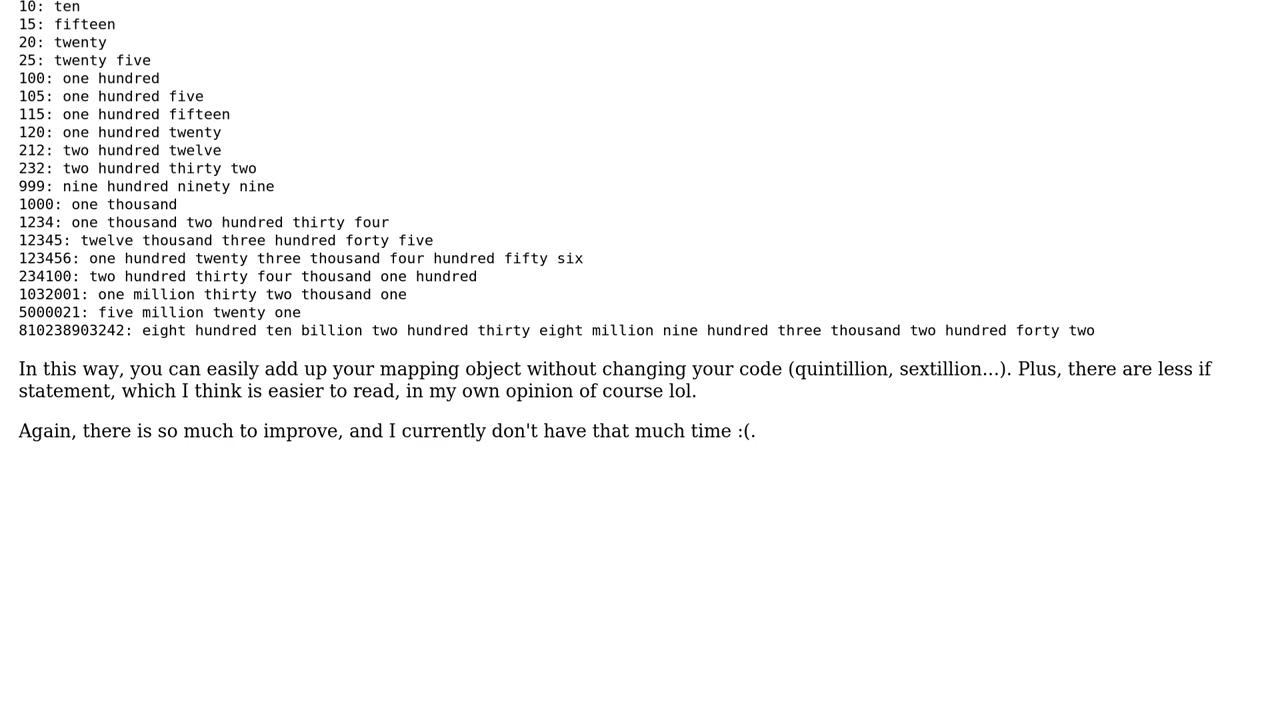 10: ten
15: fifteen
20: twenty
25: twenty five
100: one hundred
105: one hundred five
115: one hundred fifteen
120: one hundred twenty
212: two hundred twelve
232: two hundred thirty two
999: nine hundred ninety nine
1000: one thousand
1234: one thousand two hundred thirty four
12345: twelve thousand three hundred forty five
123456: one hundred twenty three thousand four hundred fifty six
234100: two hundred thirty four thousand one hundred
1032001: one million thirty two thousand one
5000021: five million twenty one
810238903242: eight hundred ten billion two hundred thirty eight million nine hundred three thousand two hundred forty two
In this way, you can easily add up your mapping object without changing your code (quintillion, sextillion...). Plus, there are less if
statement, which I think is easier to read, in my own opinion of course lol.
Again, there is so much to improve, and I currently don't have that much time :(.